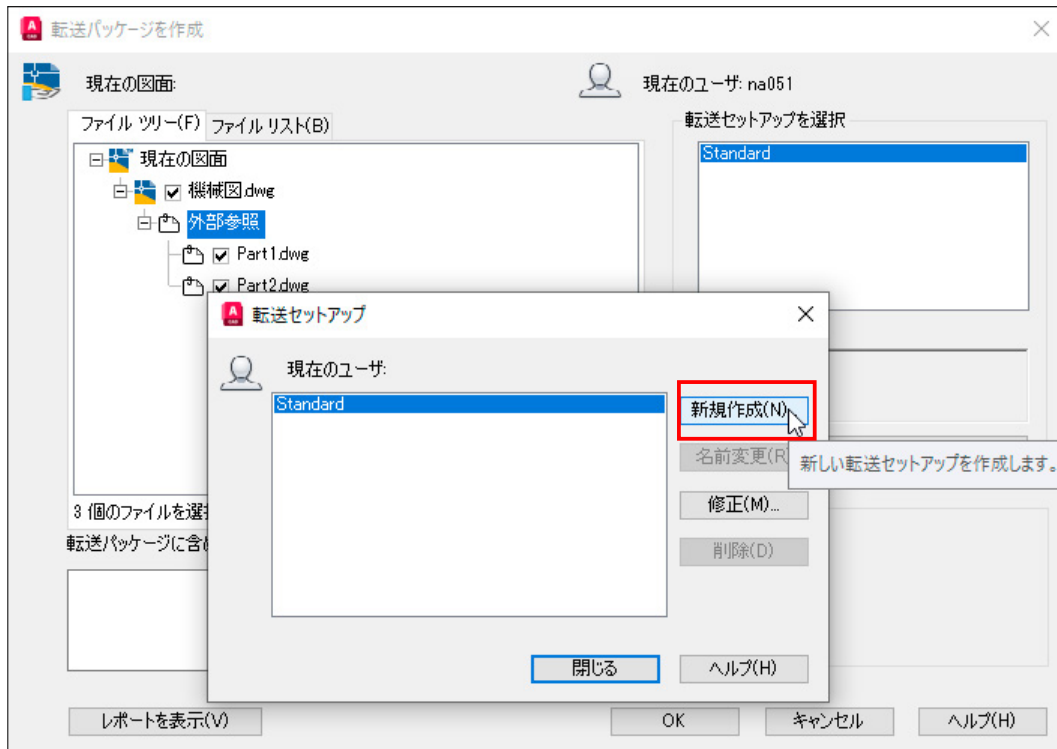 転送パッケージを作成
現在の図面:
現在のユーザ: na051
ファイル ツリー(F) ファイル リスト(B)
現在の図面
機械図.dwg
外部参照
Part1.dwg
Part2.dwg
3 個のファイルを選
転送パッケージに含
転送セットアップを選択
Standard
転送セットアップ
現在のユーザ:
Standard
新規作成(N)
名前変更(R
新しい転送セットアップを作成します。
修正(M)...
削除(D)
閉じる
ヘルプ(H)
レポートを表示(V)
OK
キャンセル
ヘルプ(H)